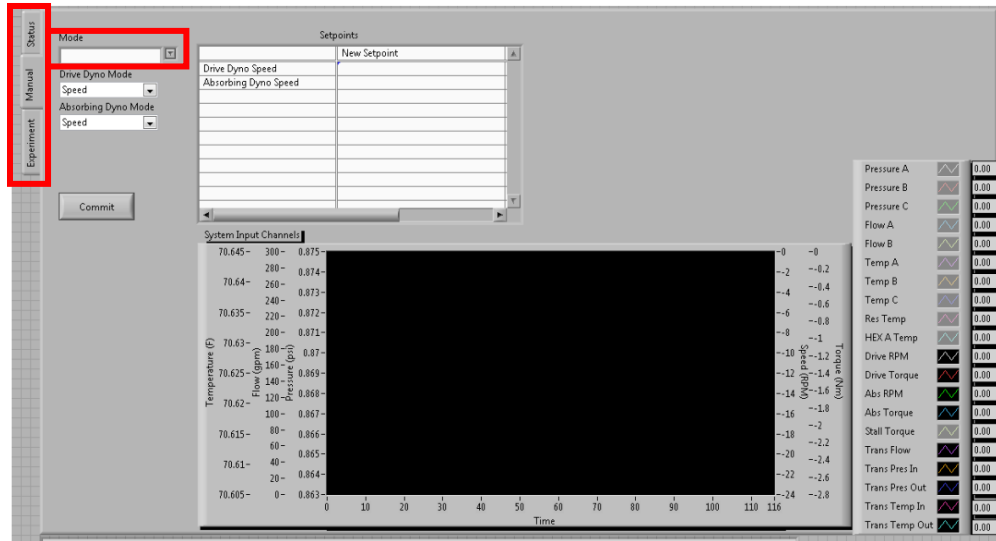 Status
Manual
Experiment
Mode
Drive Dyno Mode
Speed
Absorbing Dyno Mode
Speed
Commit
Setpoints
New Setpoint
Drive Dyno Speed
Absorbing Dyno Speed
System Input Channels
Temperature (F)
70.645
70.64
70.635
70.63
70.625
70.62
70.615
70.61
70.605
Flow (gpm)
300
280
260
240
220
200
180
160
140
120
100
80
60
40
20
0
Pressure (psi)
0.875
0.874
0.873
0.872
0.871
0.87
0.869
0.868
0.867
0.866
0.865
0.864
0.863
0 10 20 30 40 50 60 70 80 90 100 110 116
Time
-0
--2
--4
--6
--8
--10
--12
--14
--16
--18
--20
--22
--24
Speed (RPM)
-0
--0.2
--0.4
--0.6
--0.8
--1
--1.2
--1.4
--1.6
--1.8
--2
--2.2
--2.4
--2.6
--2.8
Torque (Nm)
Pressure A 0.00
Pressure B 0.00
Pressure C 0.00
Flow A 0.00
Flow B 0.00
Temp A 0.00
Temp B 0.00
Temp C 0.00
Res Temp 0.00
HEX A Temp 0.00
Drive RPM 0.00
Drive Torque 0.00
Abs RPM 0.00
Abs Torque 0.00
Stall Torque 0.00
Trans Flow 0.00
Trans Pres In 0.00
Trans Pres Out 0.00
Trans Temp In 0.00
Trans Temp Out 0.00